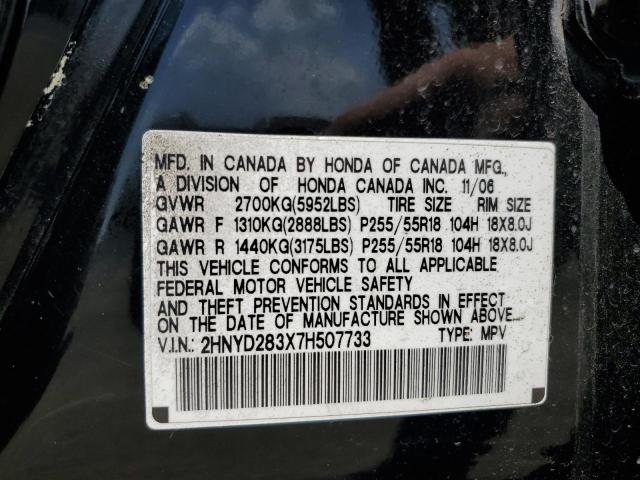 MFD. IN CANADA BY HONDA OF CANADA MFG.,
A DIVISION OF HONDA CANADA INC. 11/06
GVWR 2700KG(5952LBS) TIRE SIZE RIM SIZE
GAWR F 1310KG(2888LBS) P255/55R18 104H 18X8.0J
GAWR R 1440KG(3175LBS) P255/55R18 104H 18X8.0J
THIS VEHICLE CONFORMS TO ALL APPLICABLE
FEDERAL MOTOR VEHICLE SAFETY
AND THEFT PREVENTION STANDARDS IN EFFECT ON
THE DATE OF MANUFACTURE SHOWN ABOVE.
V.I.N.: 2HNYD283X7H507733 TYPE: MPV